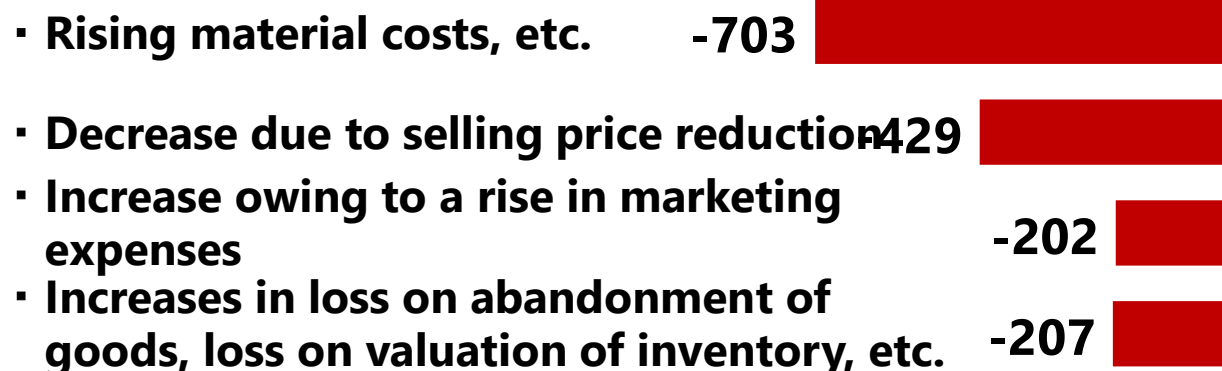 · Rising material costs, etc. -703
· Decrease due to selling price reduction -429
· Increase owing to a rise in marketing
expenses -202
· Increases in loss on abandonment of
goods, loss on valuation of inventory, etc. -207